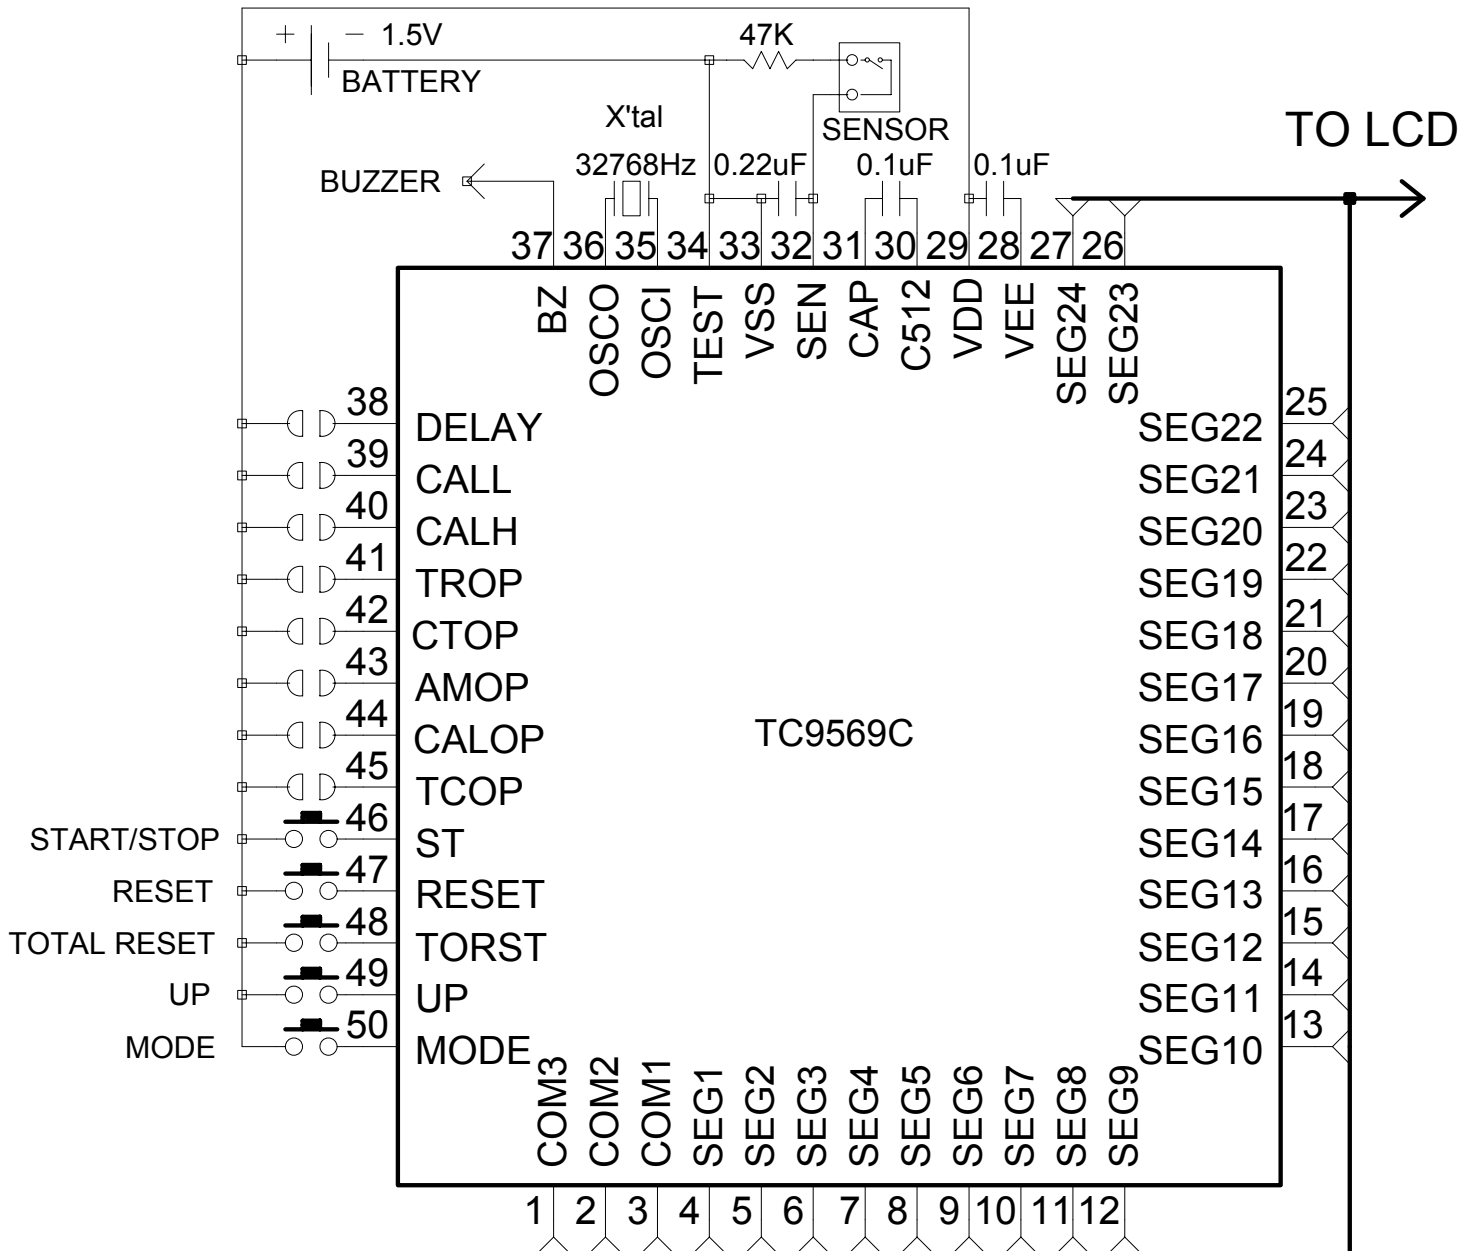 + − 1.5V
BATTERY
47K
SENSOR
X'tal
32768Hz
0.22uF
0.1uF
0.1uF
TO LCD
BUZZER
37 36 35 34 33 32 31 30 29 28 27 26
BZ
OSCO
OSCI
TEST
VSS
SEN
CAP
C512
VDD
VEE
SEG24
SEG23
38 DELAY
39 CALL
40 CALH
41 TROP
42 CTOP
43 AMOP
44 CALOP
45 TCOP
START/STOP 46 ST
RESET 47 RESET
TOTAL RESET 48 TORST
UP 49 UP
MODE 50 MODE
TC9569C
SEG22 25
SEG21 24
SEG20 23
SEG19 22
SEG18 21
SEG17 20
SEG16 19
SEG15 18
SEG14 17
SEG13 16
SEG12 15
SEG11 14
SEG10 13
COM3
COM2
COM1
SEG1
SEG2
SEG3
SEG4
SEG5
SEG6
SEG7
SEG8
SEG9
1 2 3 4 5 6 7 8 9 10 11 12